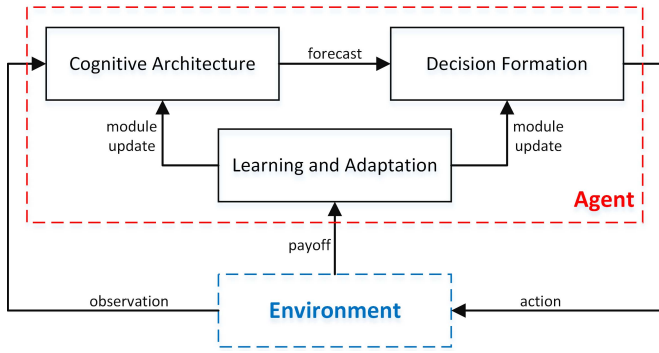 Cognitive Architecture
forecast
Decision Formation
module
update
module
update
Learning and Adaptation
Agent
payoff
observation
Environment
action